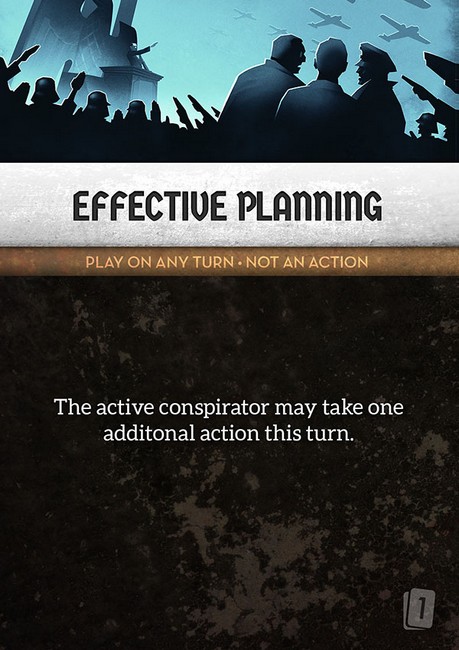 EFFECTIVE PLANNING
PLAY ON ANY TURN • NOT AN ACTION
The active conspirator may take one
additonal action this turn.
1